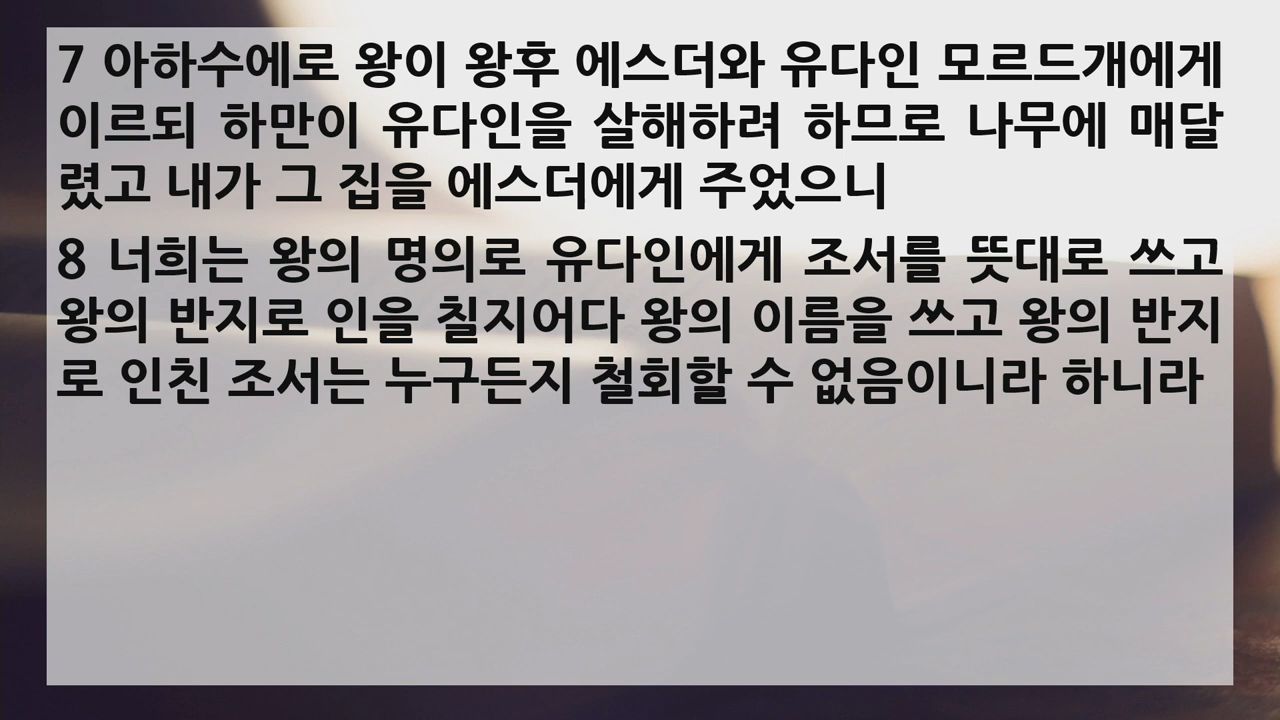 7 아하수에로 왕이 왕후 에스더와 유다인 모르드개에게
이르되 하만이 유다인을 살해하려 하므로 나무에 매달
렸고 내가 그 집을 에스더에게 주었으니
8 너희는 왕의 명의로 유다인에게 조서를 뜻대로 쓰고
왕의 반지로 인을 칠지어다 왕의 이름을 쓰고 왕의 반지
로 인친 조서는 누구든지 철회할 수 없음이니라 하니라